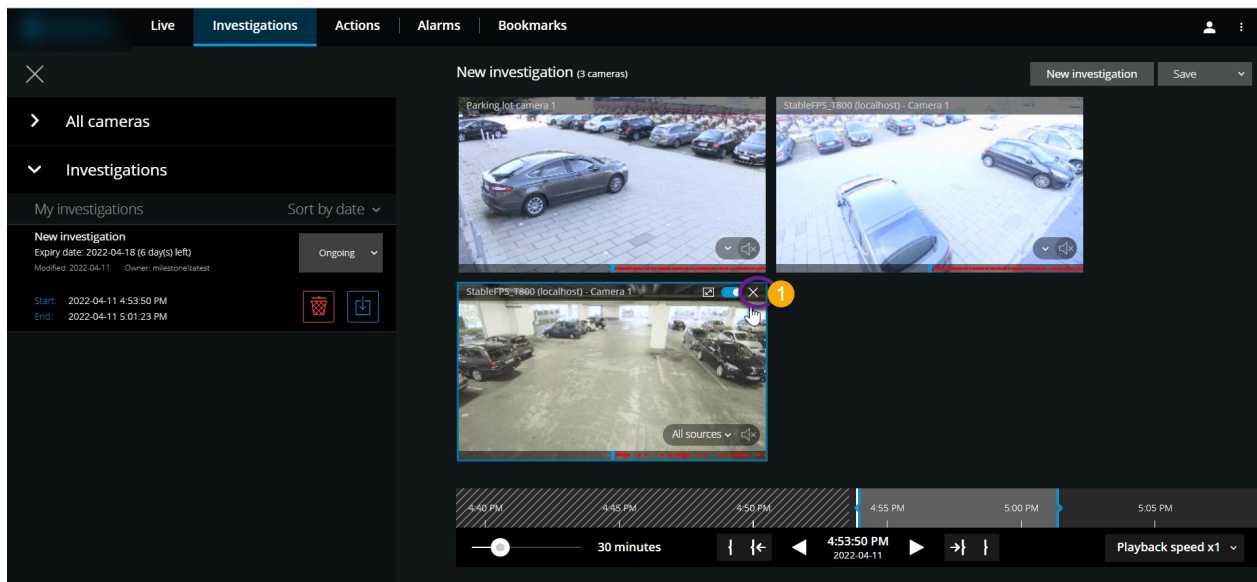 Live Investigations Actions Alarms Bookmarks
New investigation (3 cameras)
New investigation Save
All cameras
Investigations
My investigations Sort by date
New investigation
Expiry date: 2022-04-18 (6 day(s) left)
Modified: 2022-04-11 Owner: milestone\tatest
Ongoing
Start: 2022-04-11 4:53:50 PM
End: 2022-04-11 5:01:23 PM
Parking lot camera 1
StableFPS_T800 (localhost) - Camera 1
StableFPS_T800 (localhost) - Camera 1
1
All sources
4:40 PM 4:45 PM 4:50 PM 4:55 PM 5:00 PM 5:05 PM
30 minutes
4:53:50 PM
2022-04-11
Playback speed x1